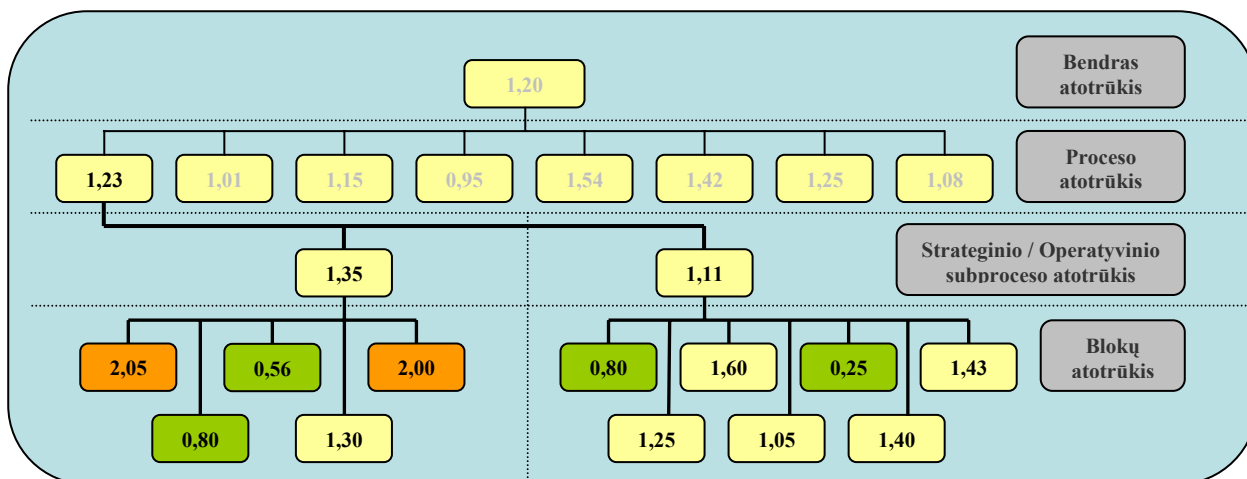 Bendras
atotrūkis
1,20
Proceso
atotrūkis
1,23
1,01
1,15
0,95
1,54
1,42
1,25
1,08
Strateginio / Operatyvinio
subproceso atotrūkis
1,35
1,11
Blokų
atotrūkis
2,05
0,56
2,00
0,80
1,60
0,25
1,43
0,80
1,30
1,25
1,05
1,40